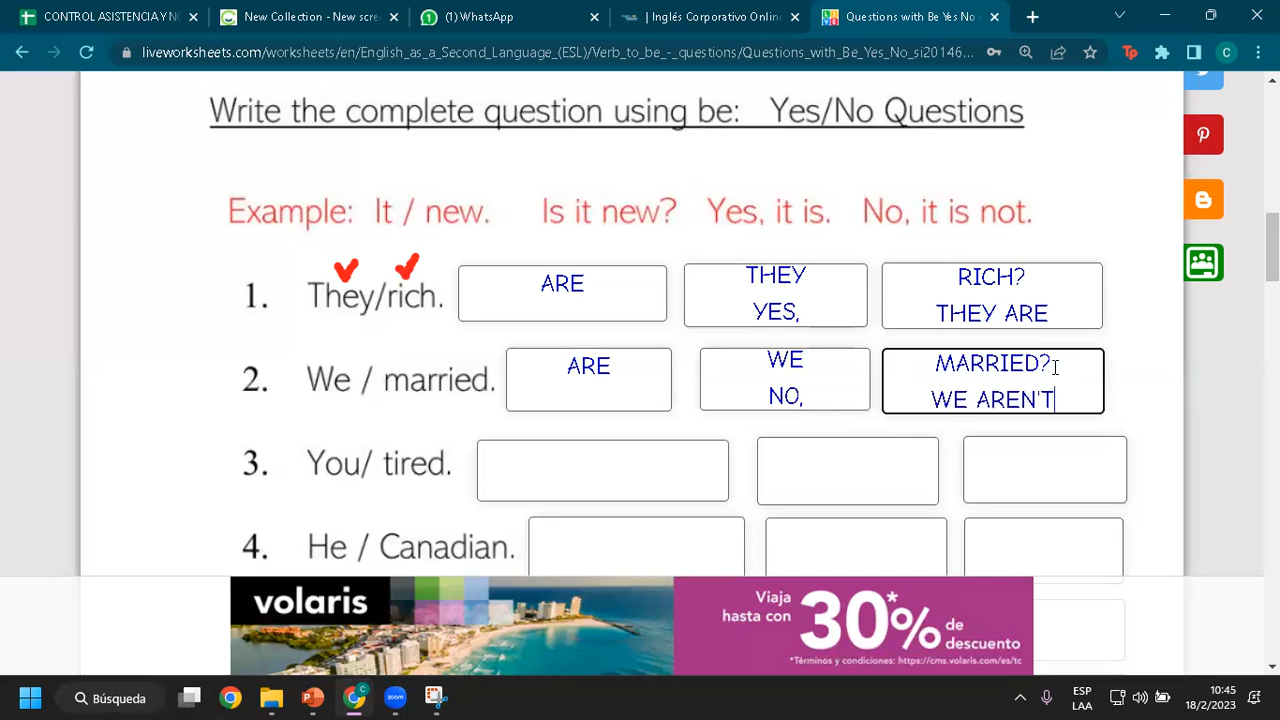 CONTROL ASISTENCIA Y NO
New Collection - New scree
(1) WhatsApp
| Inglés Corporativo Online
Questions with Be Yes No w
liveworksheets.com/worksheets/en/English_as_a_Second_Language_(ESL)/Verb_to_be_-_questions/Questions_with_Be_Yes_No_si20146...
C
Write the complete question using be: Yes/No Questions
Example: It / new. Is it new? Yes, it is. No, it is not.
1. They/rich. ARE THEY RICH?
YES, THEY ARE
2. We / married. ARE WE MARRIED?
NO, WE AREN'T
3. You/ tired.
4. He / Canadian.
volaris
Viaja
hasta con
30%*
de
descuento
*Términos y condiciones: https://cms.volaris.com/es/tc
Búsqueda
zoom
ESP
LAA
10:45
18/2/2023